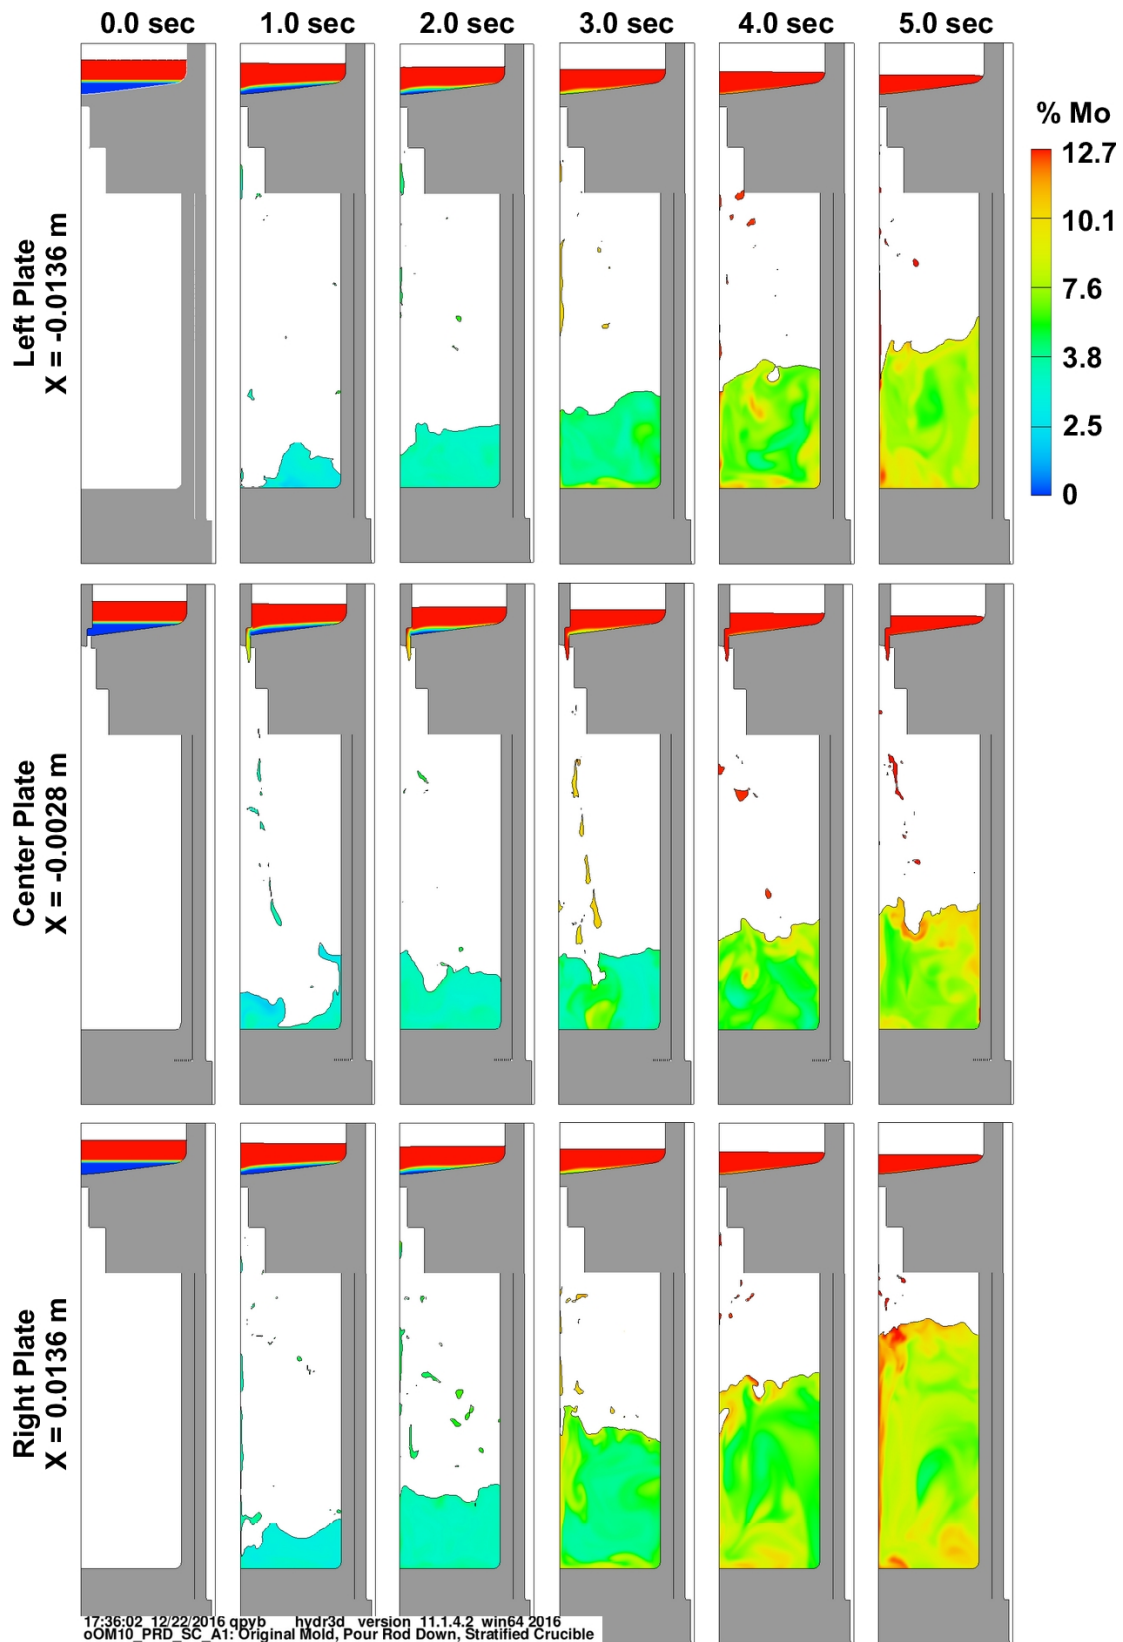 0.0 sec 1.0 sec 2.0 sec 3.0 sec 4.0 sec 5.0 sec
% Mo
12.7
10.1
7.6
3.8
2.5
0
Left Plate
X = -0.0136 m
Center Plate
X = -0.0028 m
Right Plate
X = 0.0136 m
17:36:02 12/22/2016 qpyb hydr3d version 11.1.4.2 win64 2016
oOM10_PRD_SC_A1: Original Mold, Pour Rod Down, Stratified Crucible